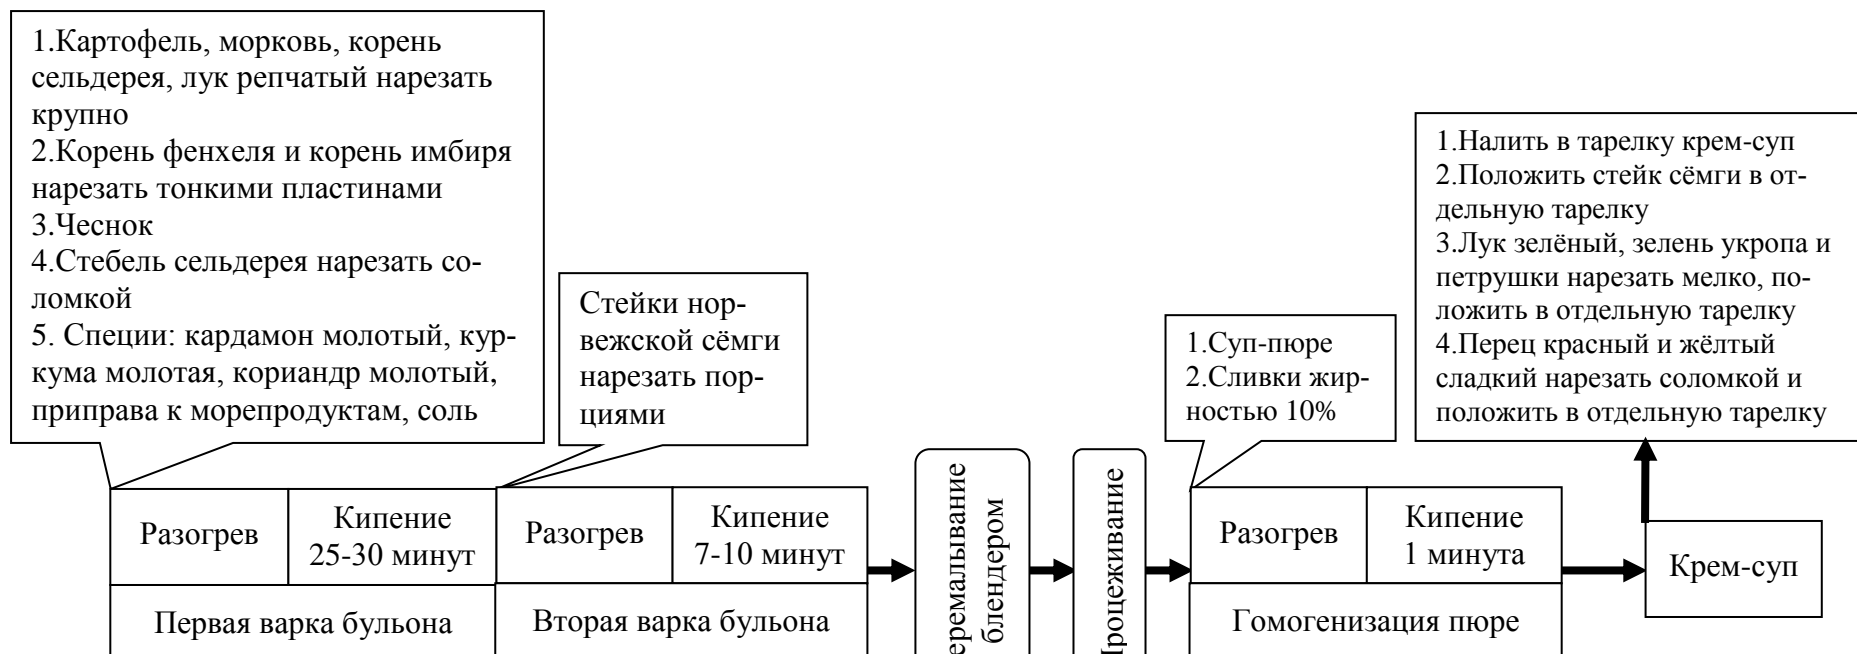 1.Картофель, морковь, корень
сельдерея, лук репчатый нарезать
крупно
2.Корень фенхеля и корень имбиря
нарезать тонкими пластинами
3.Чеснок
4.Стебель сельдерея нарезать со-
ломкой
5. Специи: кардамон молотый, кур-
кума молотая, кориандр молотый,
приправа к морепродуктам, соль
Стейки нор-
вежской сёмги
нарезать пор-
циями
1.Суп-пюре
2.Сливки жир-
ностью 10%
1.Налить в тарелку крем-суп
2.Положить стейк сёмги в от-
дельную тарелку
3.Лук зелёный, зелень укропа и
петрушки нарезать мелко, по-
ложить в отдельную тарелку
4.Перец красный и жёлтый
сладкий нарезать соломкой и
положить в отдельную тарелку
Разогрев
Кипение
25-30 минут
Первая варка бульона
Разогрев
Кипение
7-10 минут
Вторая варка бульона
еремалывание
блендером
Процеживание
Разогрев
Кипение
1 минута
Гомогенизация пюре
Крем-суп